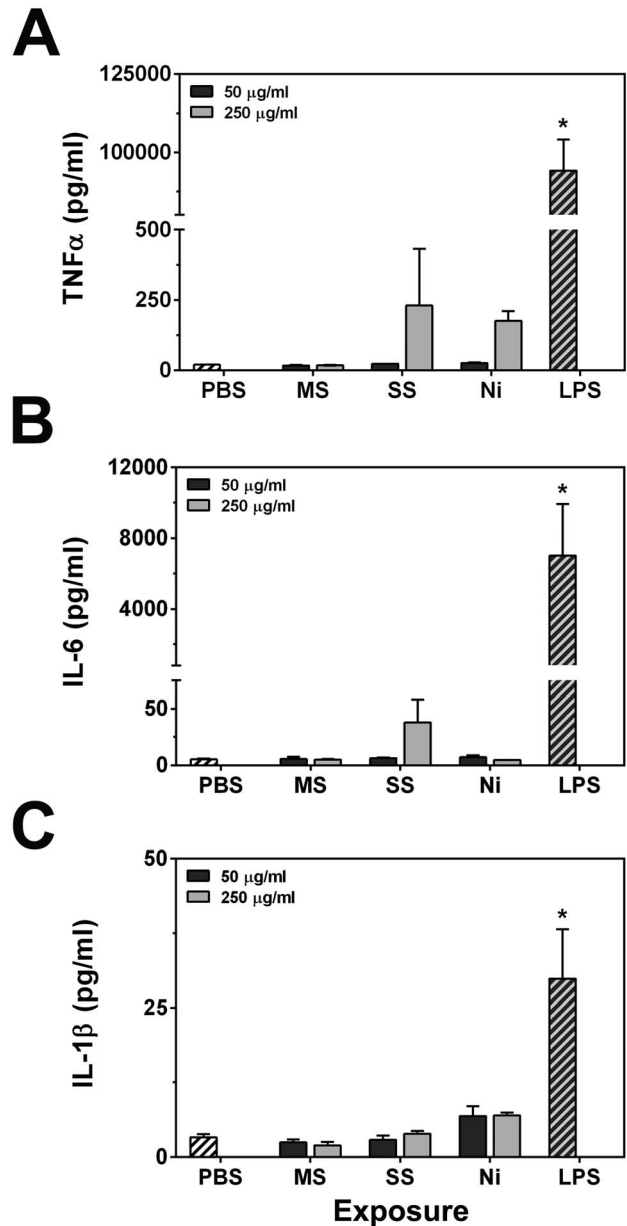 A
TNFα (pg/ml)
125000
100000
500
250
0
50 μg/ml
250 μg/ml
*
PBS MS SS Ni LPS
B
IL-6 (pg/ml)
12000
8000
4000
50
0
50 μg/ml
250 μg/ml
*
PBS MS SS Ni LPS
C
IL-1β (pg/ml)
50
25
0
50 μg/ml
250 μg/ml
*
PBS MS SS Ni LPS
Exposure